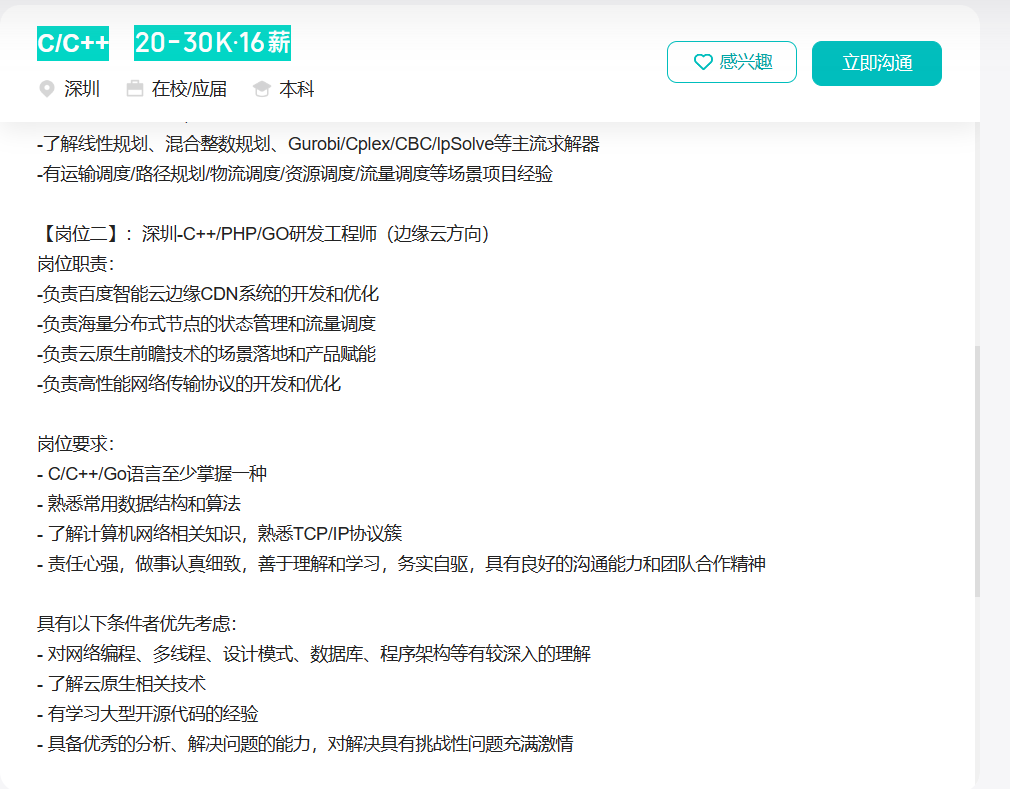 C/C++ 20-30K·16薪
感兴趣
立即沟通
深圳 在校/应届 本科
-了解线性规划、混合整数规划、Gurobi/Cplex/CBC/lpSolve等主流求解器
-有运输调度/路径规划/物流调度/资源调度/流量调度等场景项目经验
【岗位二】：深圳-C++/PHP/GO研发工程师（边缘云方向）
岗位职责：
-负责百度智能云边缘CDN系统的开发和优化
-负责海量分布式节点的状态管理和流量调度
-负责云原生前瞻技术的场景落地和产品赋能
-负责高性能网络传输协议的开发和优化
岗位要求：
- C/C++/Go语言至少掌握一种
- 熟悉常用数据结构和算法
- 了解计算机网络相关知识，熟悉TCP/IP协议簇
- 责任心强，做事认真细致，善于理解和学习，务实自驱，具有良好的沟通能力和团队合作精神
具有以下条件者优先考虑：
- 对网络编程、多线程、设计模式、数据库、程序架构等有较深入的理解
- 了解云原生相关技术
- 有学习大型开源代码的经验
- 具备优秀的分析、解决问题的能力，对解决具有挑战性问题充满激情